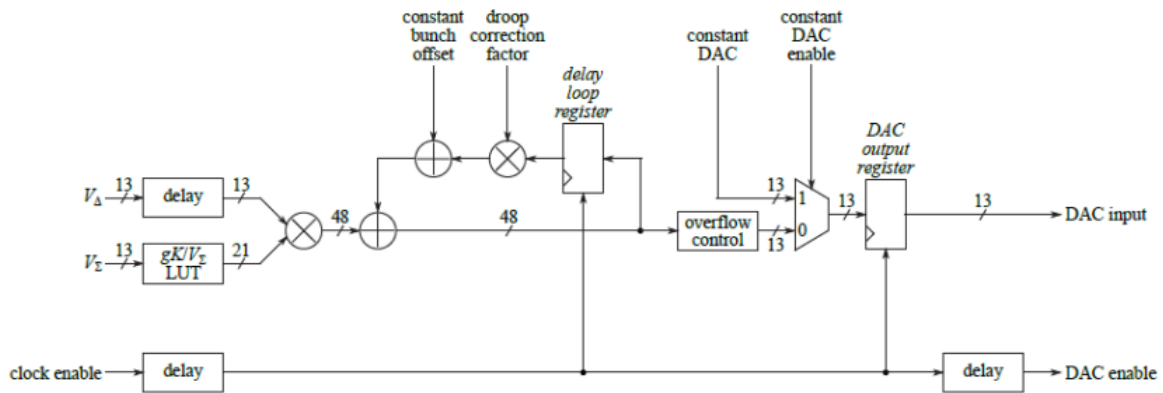 constant
bunch
offset
droop
correction
factor
constant
DAC
constant
DAC
enable
delay
loop
register
DAC
output
register
V_Δ 13 delay 13
V_Σ 13 gK/V_Σ 21
LUT
48
48
overflow
control
13
13
1
0
13
13
DAC input
clock enable delay
delay DAC enable